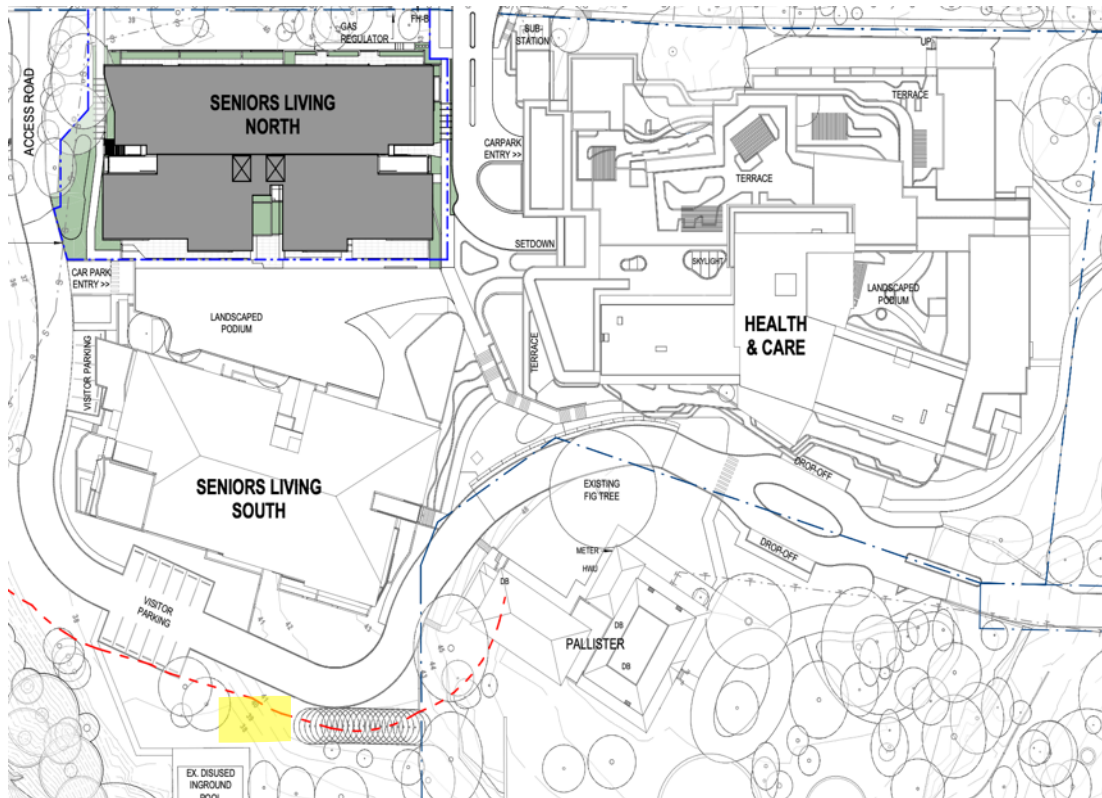 GAS
REGULATOR
FH-B
SUB-
STATION
UP
ACCESS ROAD
SENIORS LIVING
NORTH
TERRACE
CARPARK
ENTRY >>
TERRACE
SETDOWN
SKYLIGHT
CAR PARK
ENTRY >>
LANDSCAPED
PODIUM
LANDSCAPED
PODIUM
HEALTH
& CARE
VISITOR PARKING
TERRACE
SENIORS LIVING
SOUTH
DROP-OFF
EXISTING
FIG TREE
DROP-OFF
METER
HWU
DB
VISITOR
PARKING
DB
PALLISTER
DB
EX. DISUSED
INGROUND
POOL